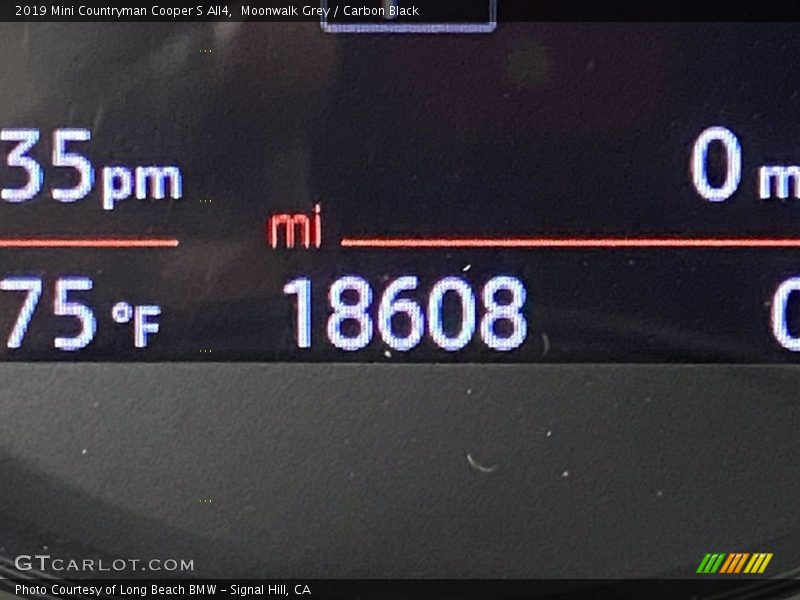 2019 Mini Countryman Cooper S All4,  Moonwalk Grey / Carbon Black
35pm
0 m
mi
75 °F
18608
0
GTCARLOT.COM
Photo Courtesy of Long Beach BMW - Signal Hill, CA